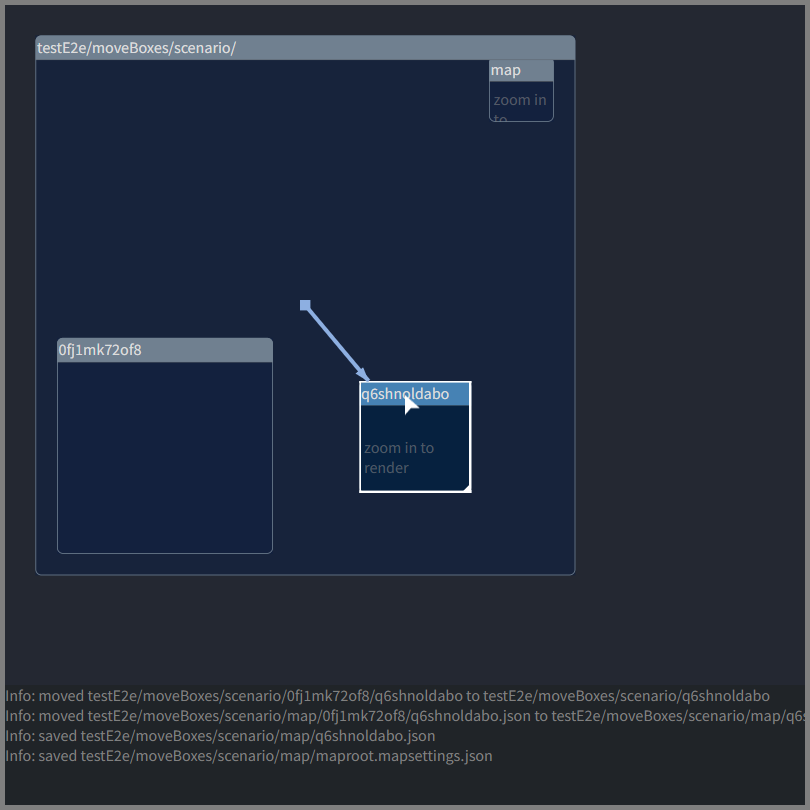 testE2e/moveBoxes/scenario/
map
zoom in
to
0fj1mk72of8
q6shnoldabo
zoom in to
render
Info: moved testE2e/moveBoxes/scenario/0fj1mk72of8/q6shnoldabo to testE2e/moveBoxes/scenario/q6shnoldabo
Info: moved testE2e/moveBoxes/scenario/map/0fj1mk72of8/q6shnoldabo.json to testE2e/moveBoxes/scenario/map/q6s
Info: saved testE2e/moveBoxes/scenario/map/q6shnoldabo.json
Info: saved testE2e/moveBoxes/scenario/map/maproot.mapsettings.json